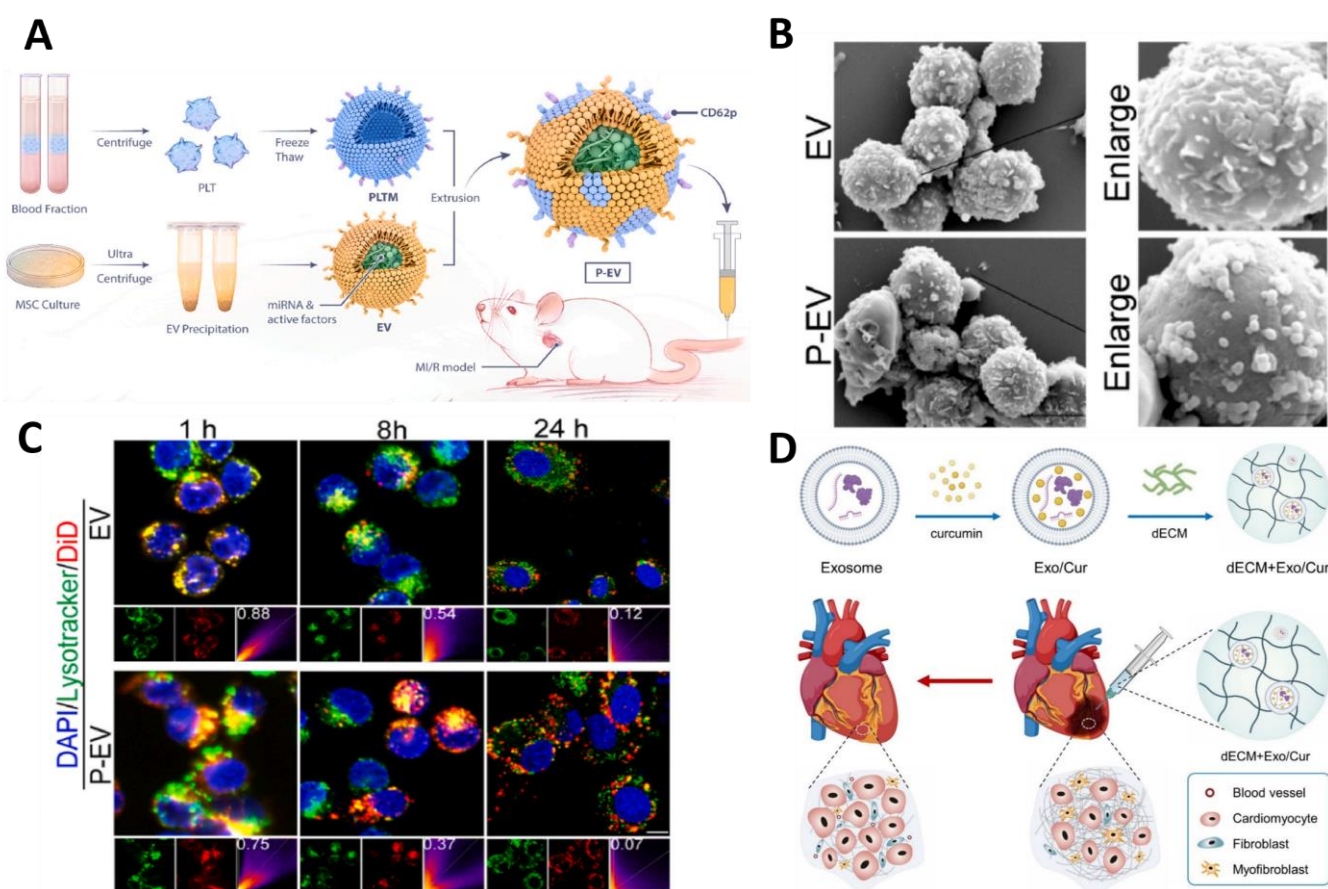 A
Centrifuge
PLT
Freeze
Thaw
PLTM
Blood Fraction
Ultra
Centrifuge
MSC Culture
EV Precipitation
miRNA &
active factors
EV
Extrusion
CD62p
P-EV
MI/R model
B
EV
Enlarge
P-EV
Enlarge
C
1 h
8h
24 h
DAPI/Lysotracker/DiD
EV
0.88
0.54
0.12
P-EV
0.75
0.37
0.07
D
curcumin
dECM
Exosome
Exo/Cur
dECM+Exo/Cur
dECM+Exo/Cur
Blood vessel
Cardiomyocyte
Fibroblast
Myofibroblast